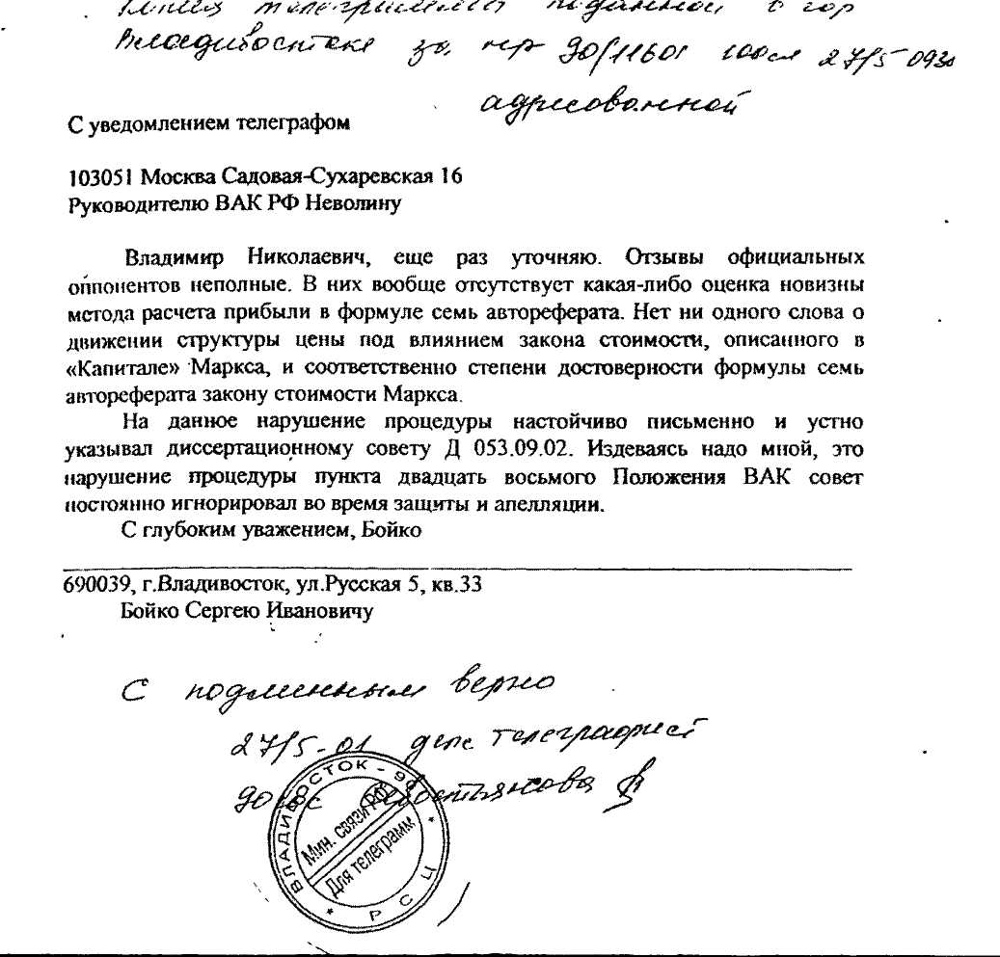 Копия телеграммы поданной в гор
Владивостоке за нр 90/11601 27/5 0930
адресованной
С уведомлением телеграфом
103051 Москва Садовая-Сухаревская 16
Руководителю ВАК РФ Неволину
Владимир Николаевич, еще раз уточняю. Отзывы официальных
оппонентов неполные. В них вообще отсутствует какая-либо оценка новизны
метода расчета прибыли в формуле семь автореферата. Нет ни одного слова о
движении структуры цены под влиянием закона стоимости, описанного в
«Капитале» Маркса, и соответственно степени достоверности формулы семь
автореферата закону стоимости Маркса.
На данное нарушение процедуры настойчиво письменно и устно
указывал диссертационному совету Д 053.09.02. Издеваясь надо мной, это
нарушение процедуры пункта двадцать восьмого Положения ВАК совет
постоянно игнорировал во время защиты и апелляции.
С глубоким уважением, Бойко
690039, г.Владивосток, ул.Русская 5, кв.33
Бойко Сергею Ивановичу
С подлинным верно
27/5-01 телеграфист
ВЛАДИВОСТОК - 9
Мин. связи РФ
Для телеграмм
* Р С Ц *